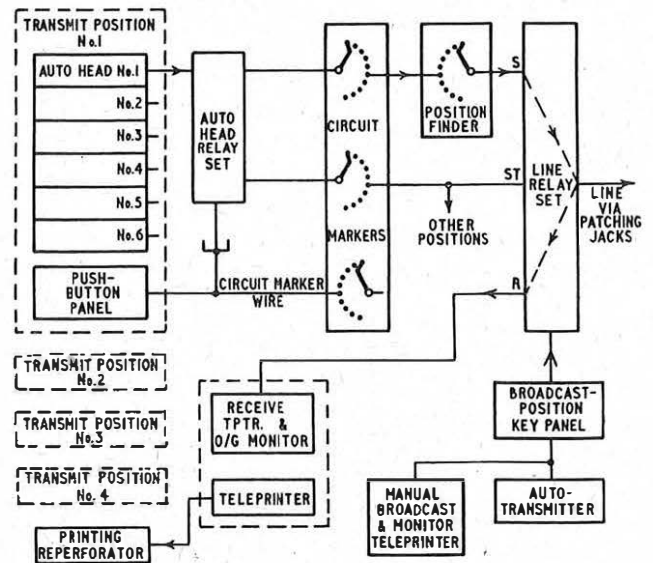 TRANSMIT POSITION
No.1
AUTO HEAD No.1
No.2
No.3
No.4
No.5
No.6
PUSH-
BUTTON
PANEL
AUTO
HEAD
RELAY
SET
CIRCUIT
MARKERS
CIRCUIT MARKER
WIRE
POSITION
FINDER
S
ST
R
OTHER
POSITIONS
LINE
RELAY
SET
LINE
VIA
PATCHING
JACKS
TRANSMIT POSITION
No.2
TRANSMIT POSITION
No.3
TRANSMIT POSITION
No. 4
RECEIVE
TPTR. &
O/G MONITOR
TELEPRINTER
PRINTING
REPERFORATOR
BROADCAST-
POSITION
KEY PANEL
MANUAL
BROADCAST
& MONITOR
TELEPRINTER
AUTO-
TRANSMITTER